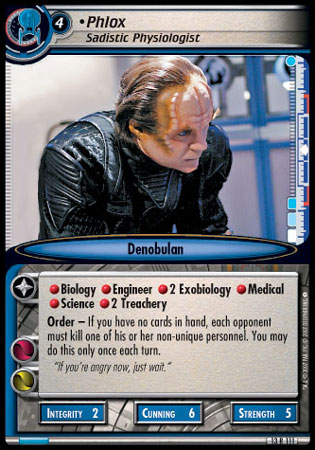 4
•Phlox
Sadistic Physiologist
Denobulan
•Biology •Engineer •2 Exobiology •Medical
•Science •2 Treachery
Order – If you have no cards in hand, each opponent
must kill one of his or her non-unique personnel. You may
do this only once each turn.
"If you're angry now, just wait."
INTEGRITY 2 CUNNING 6 STRENGTH 5
13 R 111